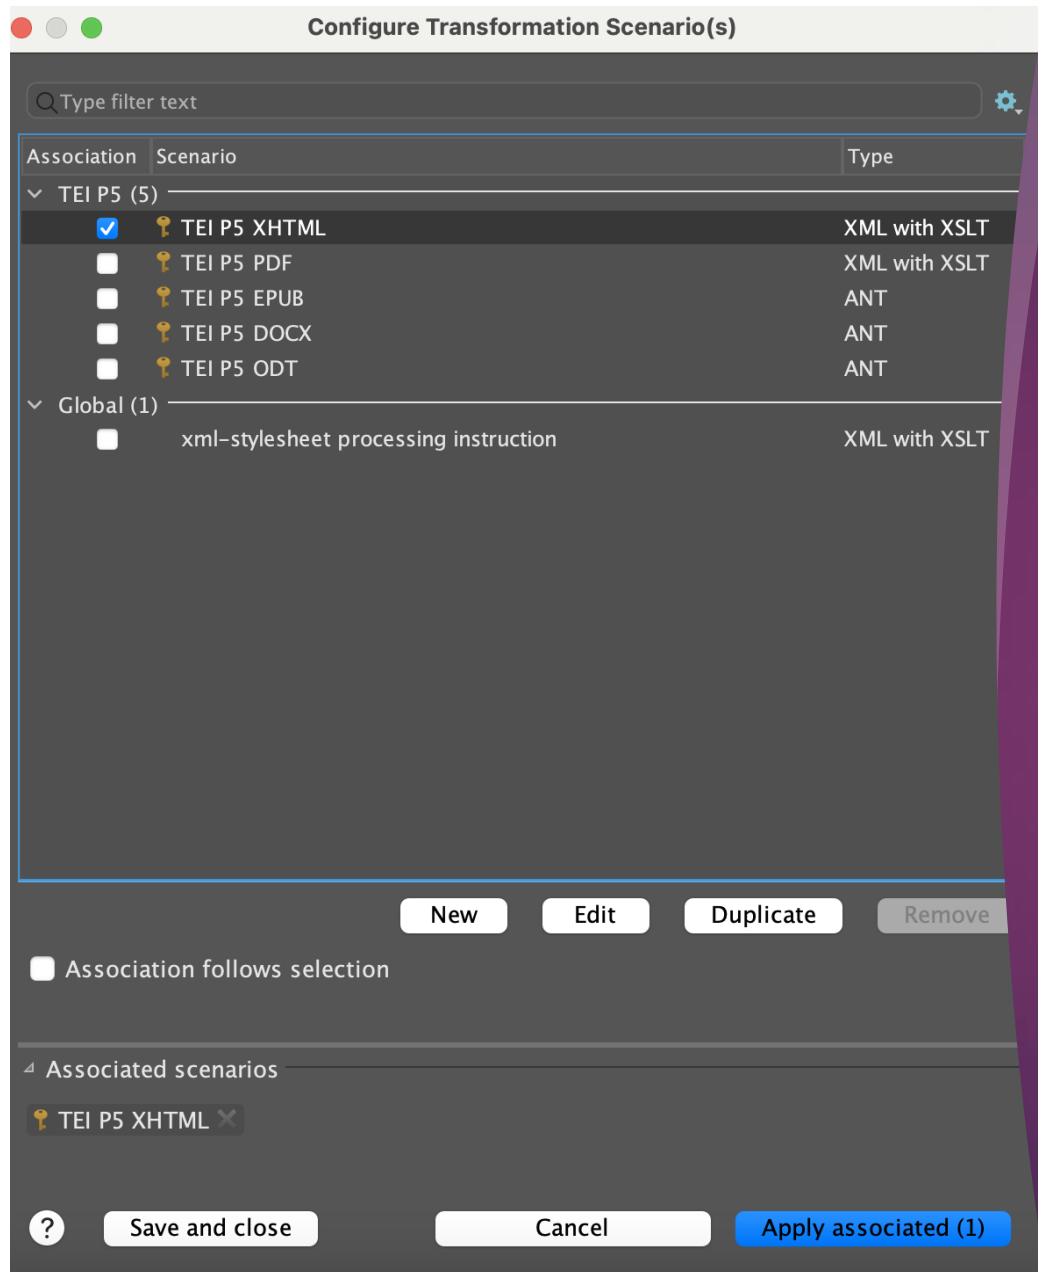 Configure Transformation Scenario(s)
Type filter text
Association Scenario Type
TEI P5 (5)
TEI P5 XHTML XML with XSLT
TEI P5 PDF XML with XSLT
TEI P5 EPUB ANT
TEI P5 DOCX ANT
TEI P5 ODT ANT
Global (1)
xml-stylesheet processing instruction XML with XSLT
New Edit Duplicate Remove
Association follows selection
Associated scenarios
TEI P5 XHTML
? Save and close Cancel Apply associated (1)